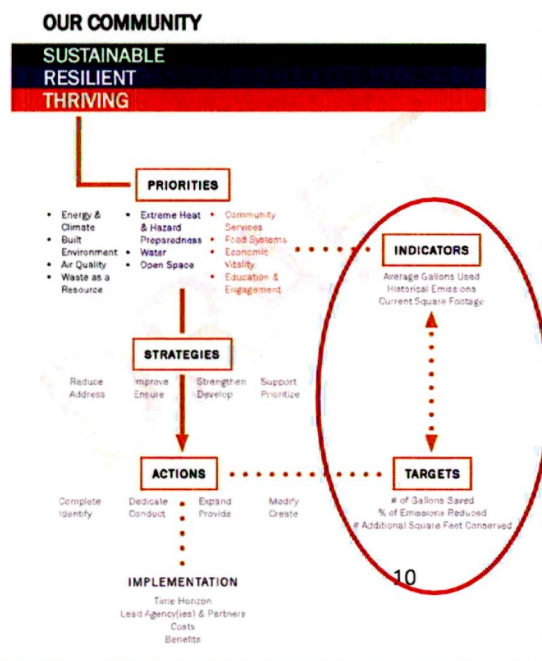 OUR COMMUNITY
SUSTAINABLE
RESILIENT
THRIVING
PRIORITIES
• Energy &
Climate
• Built
Environment
• Air Quality
• Waste as a
Resource
• Extreme Heat
& Hazard
Preparedness
• Water
• Open Space
• Community
Services
• Food Systems
• Economic
Vitality
• Education &
Engagement
INDICATORS
Average Gallons Used
Historical Emissions
Current Square Footage
STRATEGIES
Reduce Improve Strengthen Support
Address Ensure Develop Prioritize
ACTIONS
Complete Dedicate Expand Modify
Identify Conduct Provide Create
TARGETS
# of Gallons Saved
% of Emissions Reduced
# Additional Square Feet Conserved
10
IMPLEMENTATION
Time Horizon
Lead Agency(ies) & Partners
Costs
Benefits